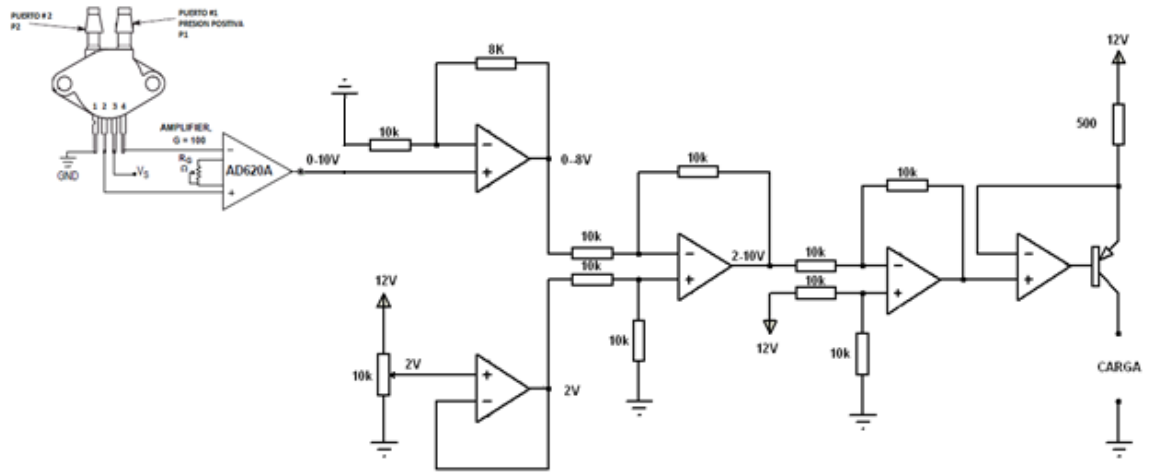 PUERTO # 2
P2
PUERTO #1
PRESION POSITIVA
P1
1 2 3 4
GND
VS
AMPLIFIER,
G = 100
RG
Ω
AD620A
−
+
0-10V
10k
8K
−
+
0-8V
12V
10k
2V
+
−
2V
10k
10k
10k
10k
−
+
2-10V
10k
10k
12V
10k
10k
−
+
−
+
12V
500
CARGA